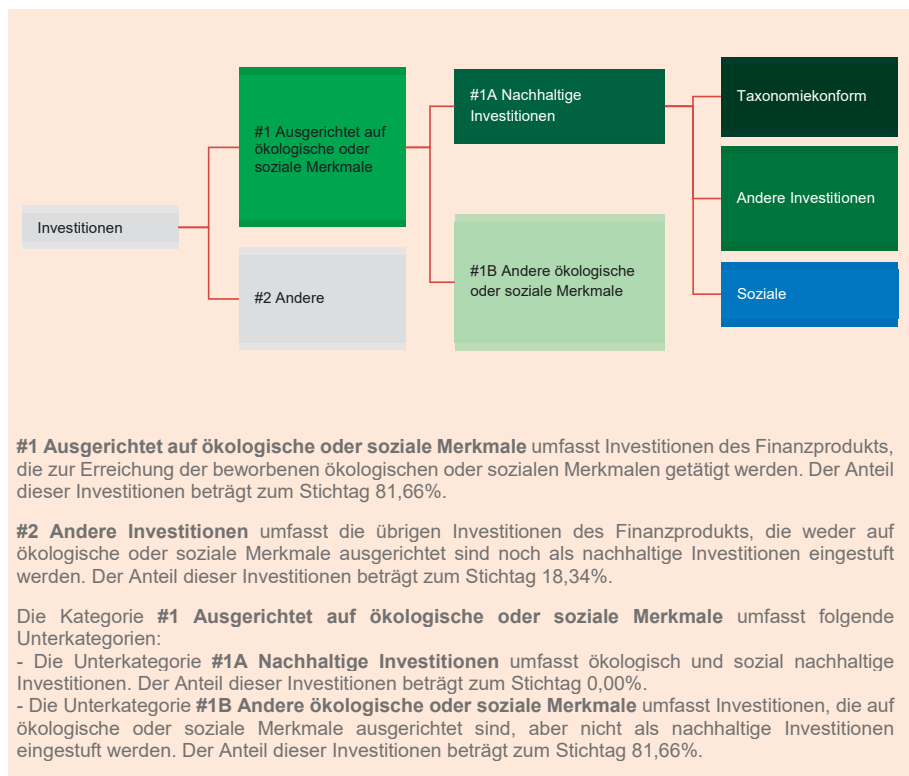 Investitionen
#1 Ausgerichtet auf
ökologische oder
soziale Merkmale
#2 Andere
#1A Nachhaltige
Investitionen
#1B Andere ökologische
oder soziale Merkmale
Taxonomiekonform
Andere Investitionen
Soziale
#1 Ausgerichtet auf ökologische oder soziale Merkmale umfasst Investitionen des Finanzprodukts,
die zur Erreichung der beworbenen ökologischen oder sozialen Merkmalen getätigt werden. Der Anteil
dieser Investitionen beträgt zum Stichtag 81,66%.
#2 Andere Investitionen umfasst die übrigen Investitionen des Finanzprodukts, die weder auf
ökologische oder soziale Merkmale ausgerichtet sind noch als nachhaltige Investitionen eingestuft
werden. Der Anteil dieser Investitionen beträgt zum Stichtag 18,34%.
Die Kategorie #1 Ausgerichtet auf ökologische oder soziale Merkmale umfasst folgende
Unterkategorien:
- Die Unterkategorie #1A Nachhaltige Investitionen umfasst ökologisch und sozial nachhaltige
Investitionen. Der Anteil dieser Investitionen beträgt zum Stichtag 0,00%.
- Die Unterkategorie #1B Andere ökologische oder soziale Merkmale umfasst Investitionen, die auf
ökologische oder soziale Merkmale ausgerichtet sind, aber nicht als nachhaltige Investitionen
eingestuft werden. Der Anteil dieser Investitionen beträgt zum Stichtag 81,66%.